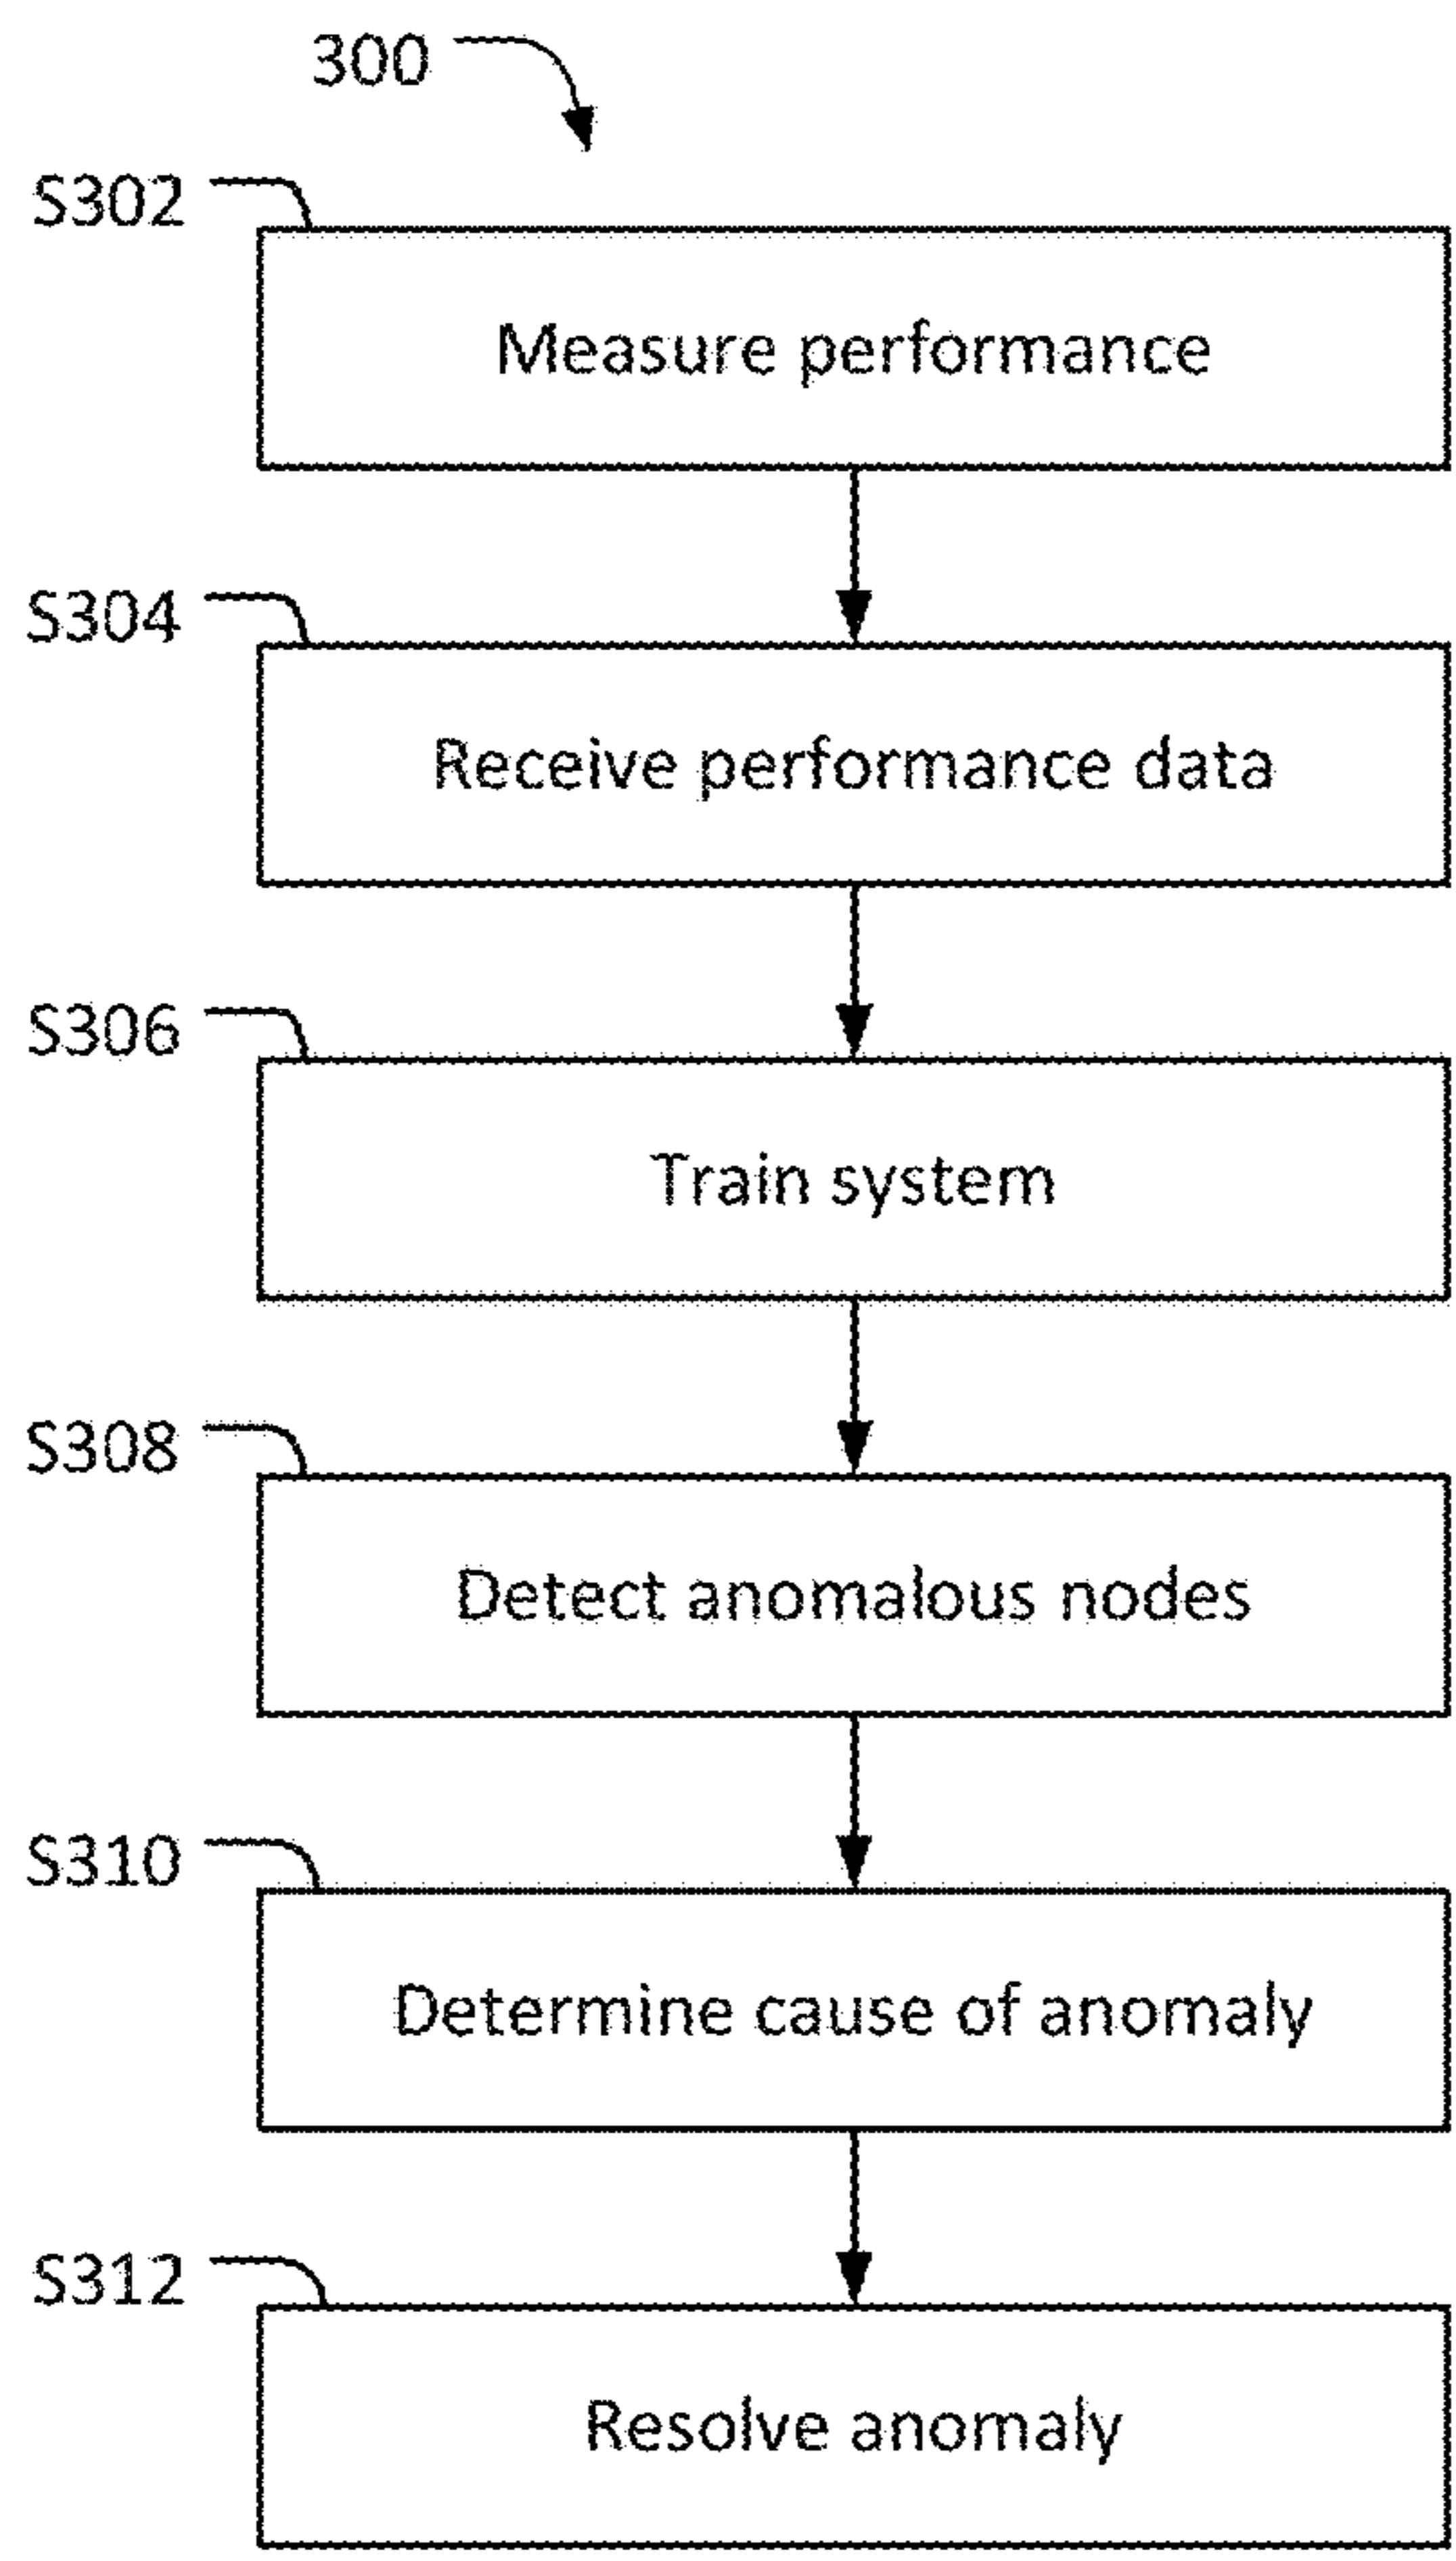 300
S302
Measure performance
S304
Receive performance data
S306
Train system
S308
Detect anomalous nodes
S310
Determine cause of anomaly
S312
Resolve anomaly